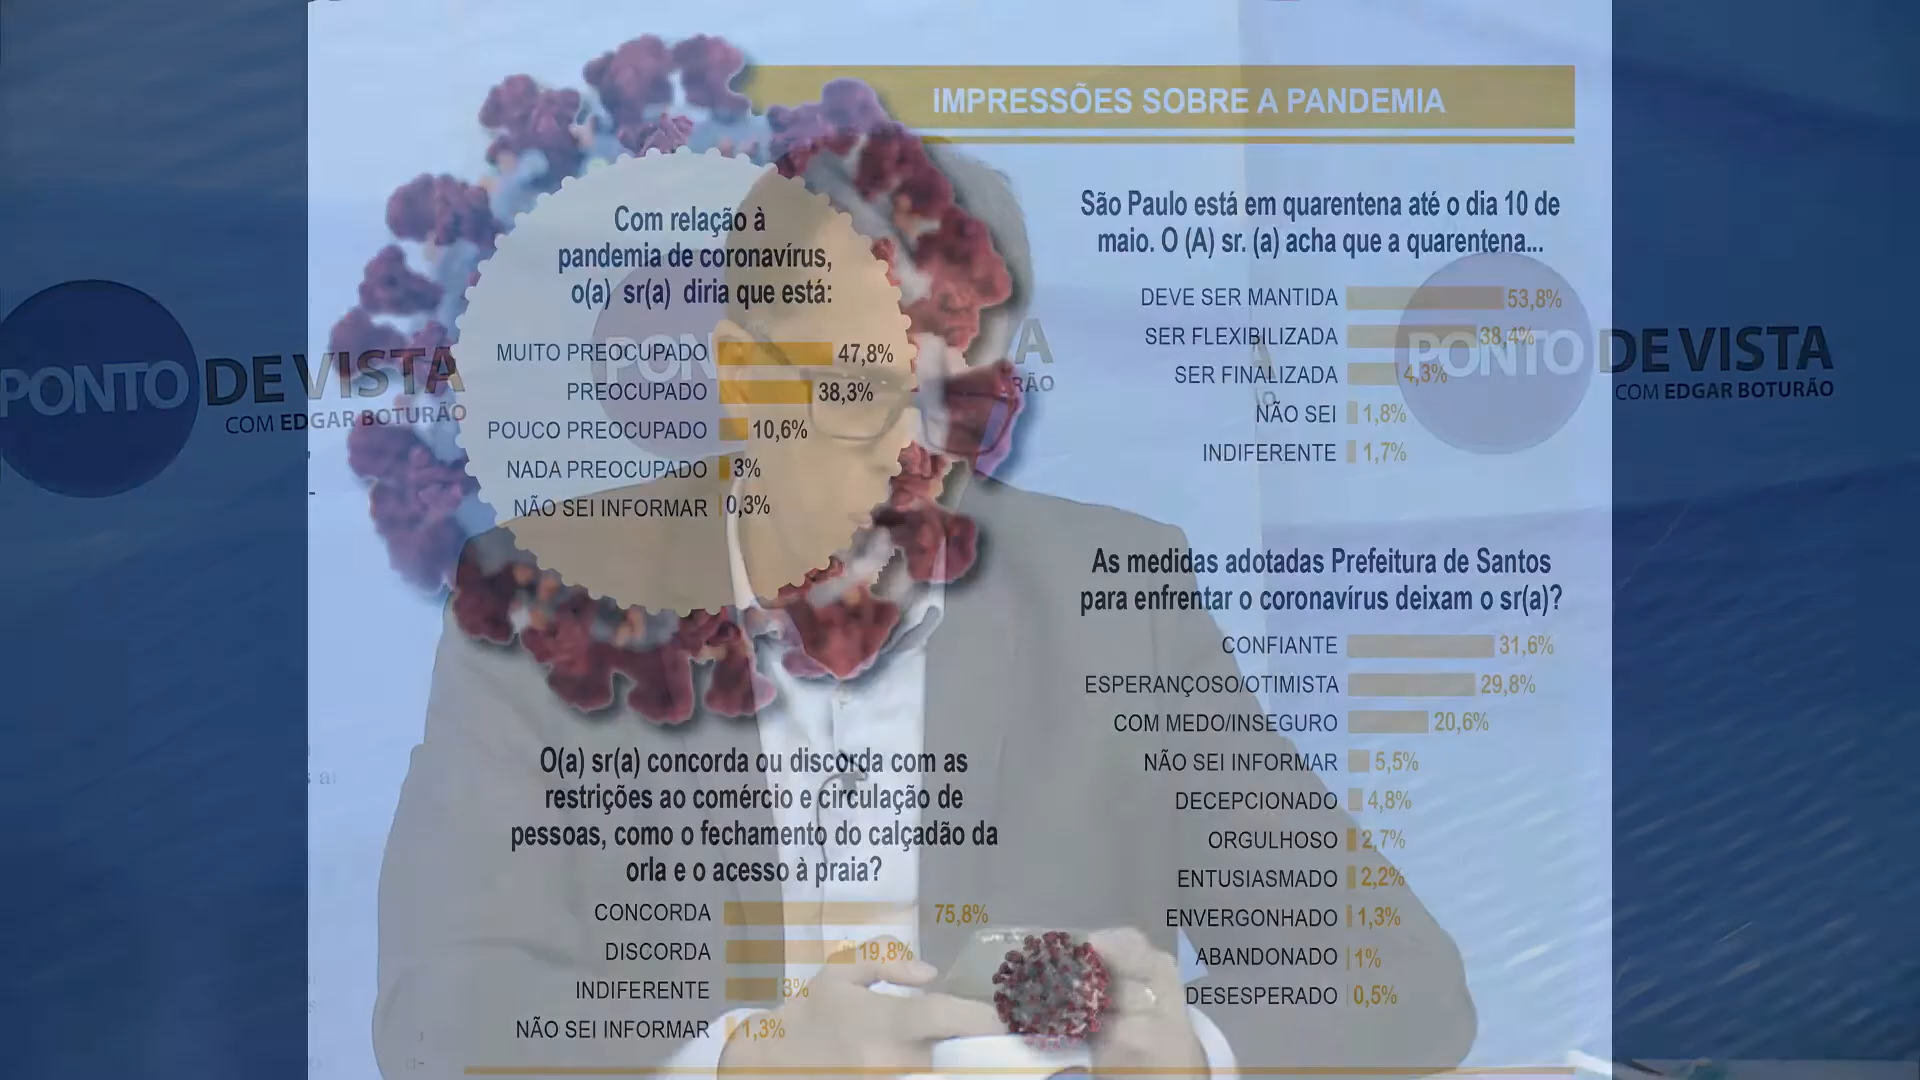 IMPRESSÕES SOBRE A PANDEMIA
Com relação à
pandemia de coronavírus,
o(a) sr(a) diria que está:
MUITO PREOCUPADO 47,8%
PREOCUPADO 38,3%
POUCO PREOCUPADO 10,6%
NADA PREOCUPADO 3%
NÃO SEI INFORMAR 0,3%
São Paulo está em quarentena até o dia 10 de
maio. O (A) sr. (a) acha que a quarentena...
DEVE SER MANTIDA 53,8%
SER FLEXIBILIZADA 38,4%
SER FINALIZADA 4,3%
NÃO SEI 1,8%
INDIFERENTE 1,7%
O(a) sr(a) concorda ou discorda com as
restrições ao comércio e circulação de
pessoas, como o fechamento do calçadão da
orla e o acesso à praia?
CONCORDA 75,8%
DISCORDA 19,8%
INDIFERENTE 3%
NÃO SEI INFORMAR 1,3%
As medidas adotadas Prefeitura de Santos
para enfrentar o coronavírus deixam o sr(a)?
CONFIANTE 31,6%
ESPERANÇOSO/OTIMISTA 29,8%
COM MEDO/INSEGURO 20,6%
NÃO SEI INFORMAR 5,5%
DECEPCIONADO 4,8%
ORGULHOSO 2,7%
ENTUSIASMADO 2,2%
ENVERGONHADO 1,3%
ABANDONADO 1%
DESESPERADO 0,5%
PONTO DE VISTA
COM EDGAR BOTURÃO
PON A
RÃO
PONTO DE VISTA
COM EDGAR BOTURÃO